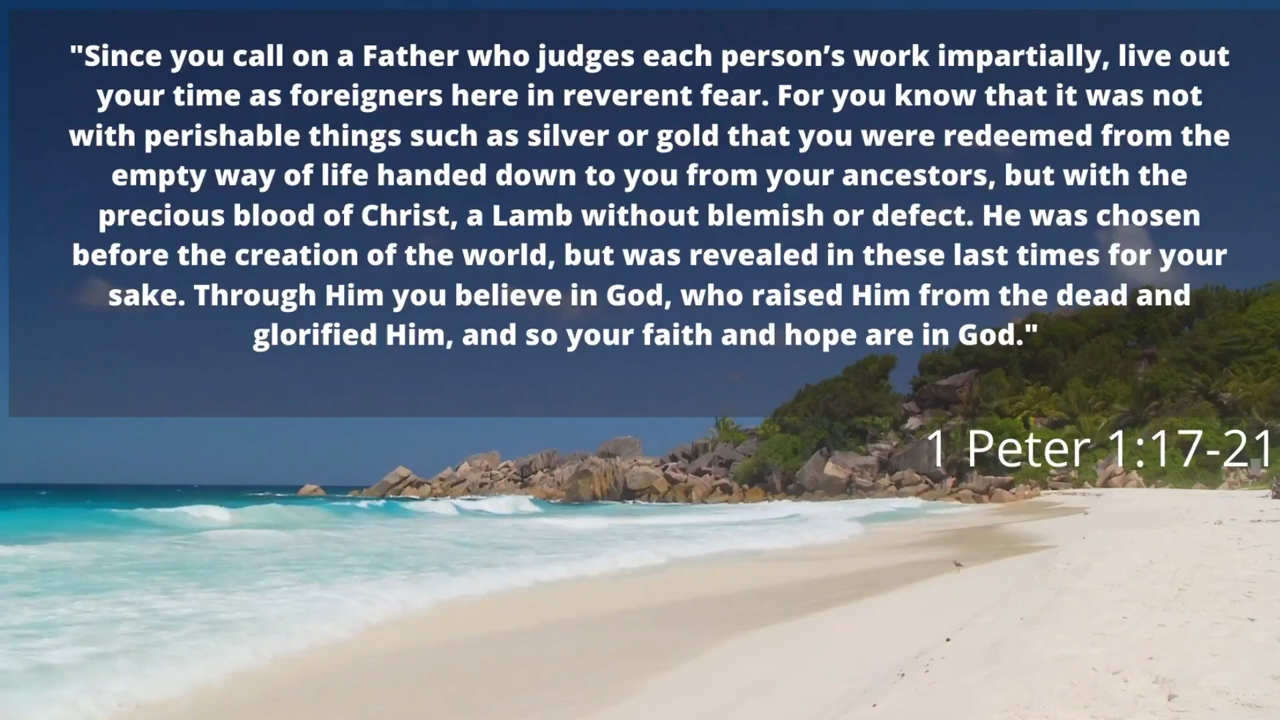 "Since you call on a Father who judges each person’s work impartially, live out
your time as foreigners here in reverent fear. For you know that it was not
with perishable things such as silver or gold that you were redeemed from the
empty way of life handed down to you from your ancestors, but with the
precious blood of Christ, a Lamb without blemish or defect. He was chosen
before the creation of the world, but was revealed in these last times for your
sake. Through Him you believe in God, who raised Him from the dead and
glorified Him, and so your faith and hope are in God."
1 Peter 1:17-21